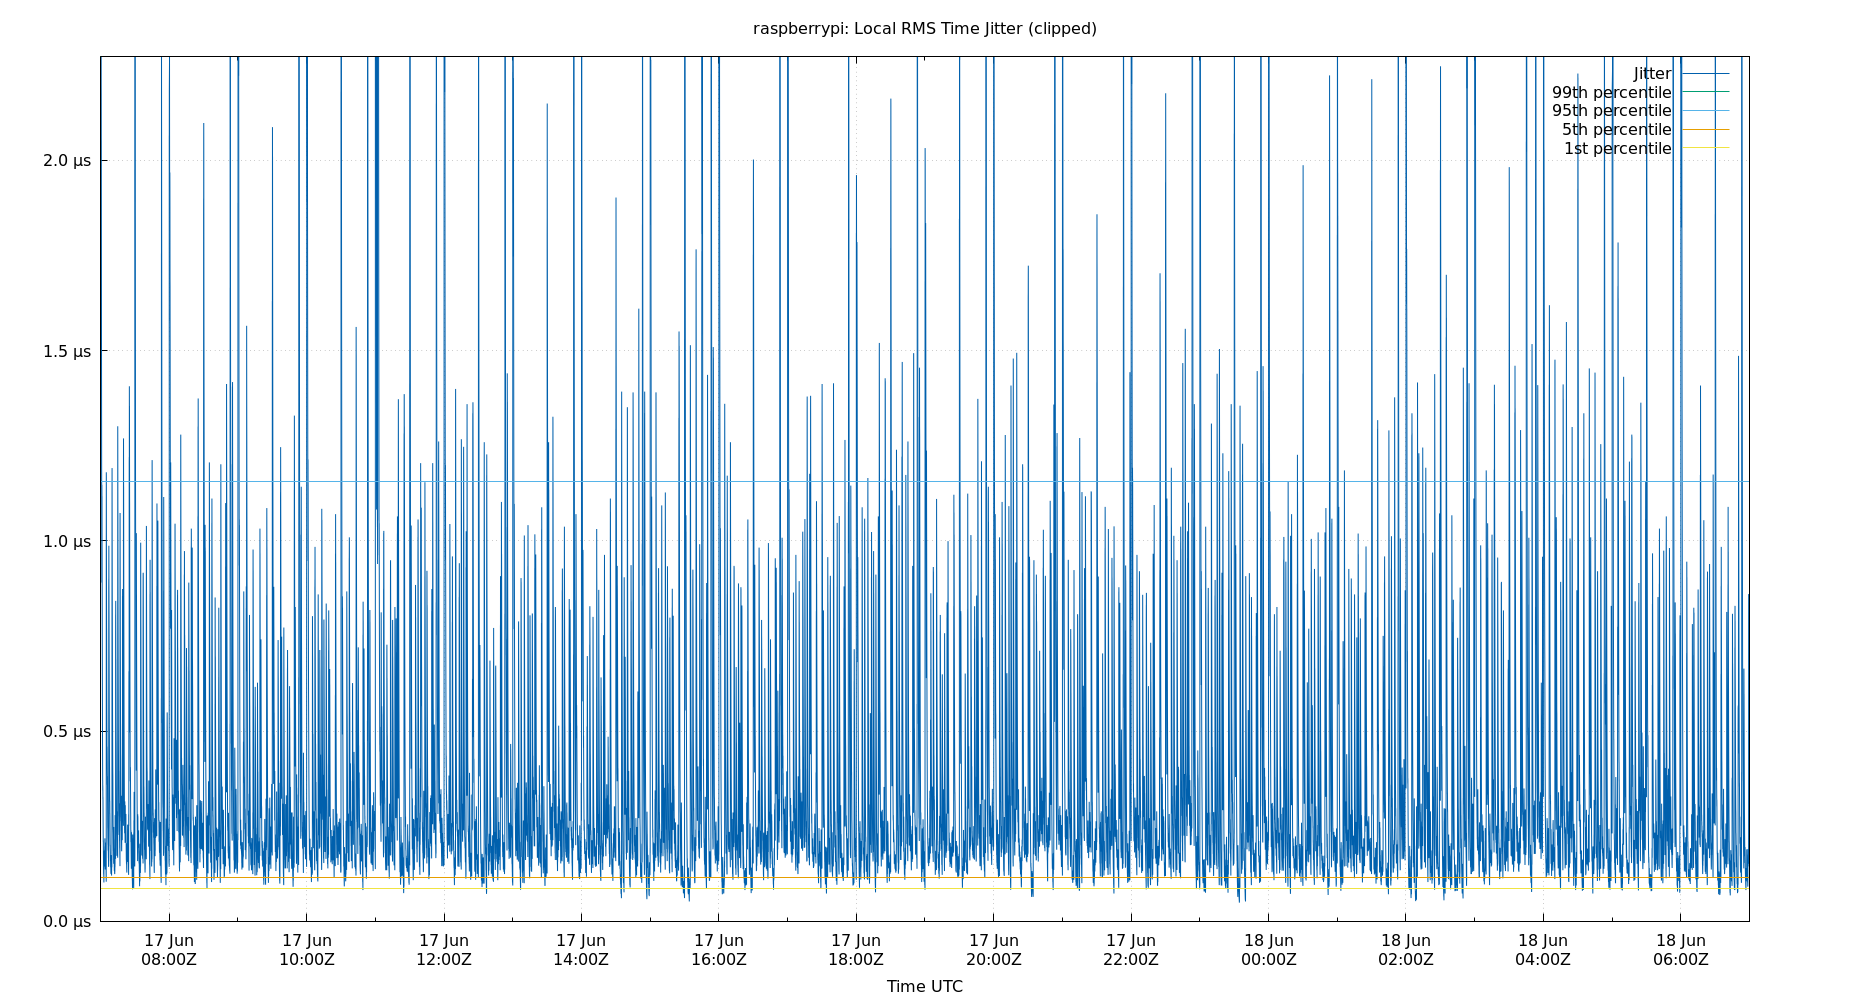 raspberrypi: Local RMS Time Jitter (clipped)
Jitter
99th percentile
95th percentile
5th percentile
1st percentile
2.0 µs
1.5 µs
1.0 µs
0.5 µs
0.0 µs
17 Jun 17 Jun 17 Jun 17 Jun 17 Jun 17 Jun 17 Jun 17 Jun 18 Jun 18 Jun 18 Jun 18 Jun
08:00Z 10:00Z 12:00Z 14:00Z 16:00Z 18:00Z 20:00Z 22:00Z 00:00Z 02:00Z 04:00Z 06:00Z
Time UTC